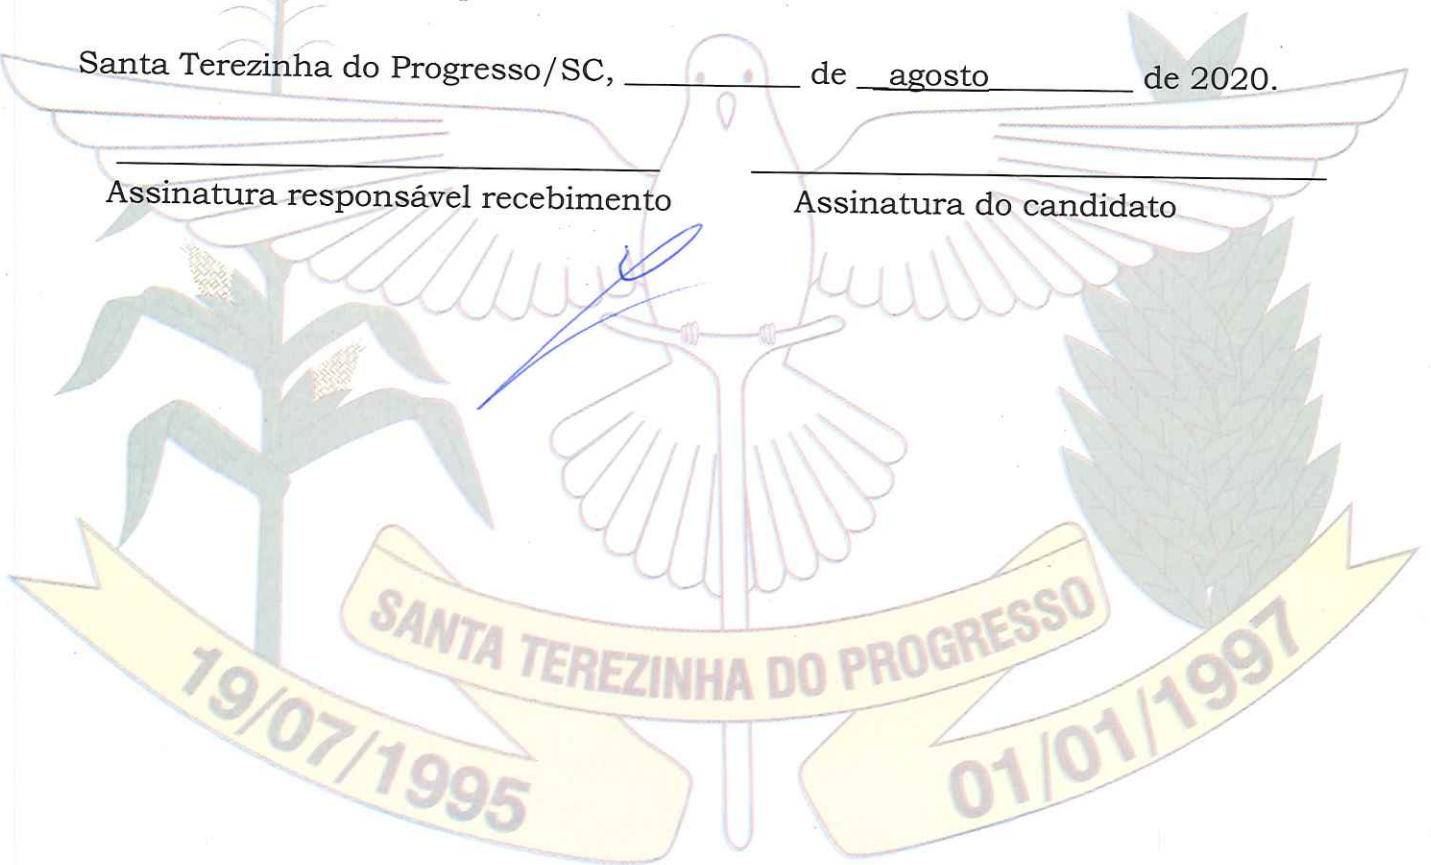 Santa Terezinha do Progresso/SC, __________ de __agosto__________ de 2020.
Assinatura responsável recebimento
Assinatura do candidato
SANTA TEREZINHA DO PROGRESSO
19/07/1995
01/01/1997